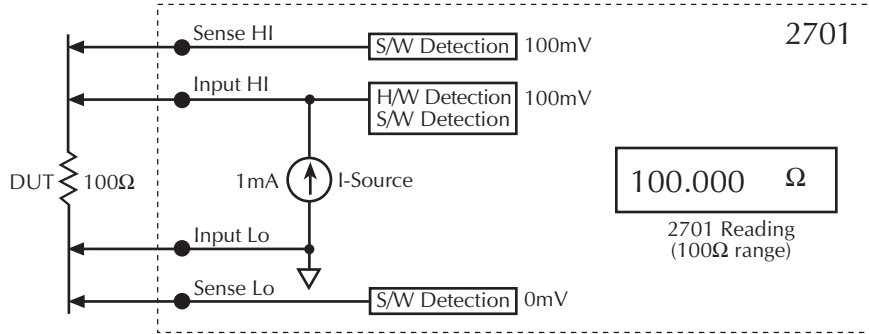 Sense HI
S/W Detection 100mV
2701
Input HI
H/W Detection 100mV
S/W Detection
DUT 100Ω
1mA I-Source
100.000 Ω
2701 Reading
(100Ω range)
Input Lo
Sense Lo
S/W Detection 0mV